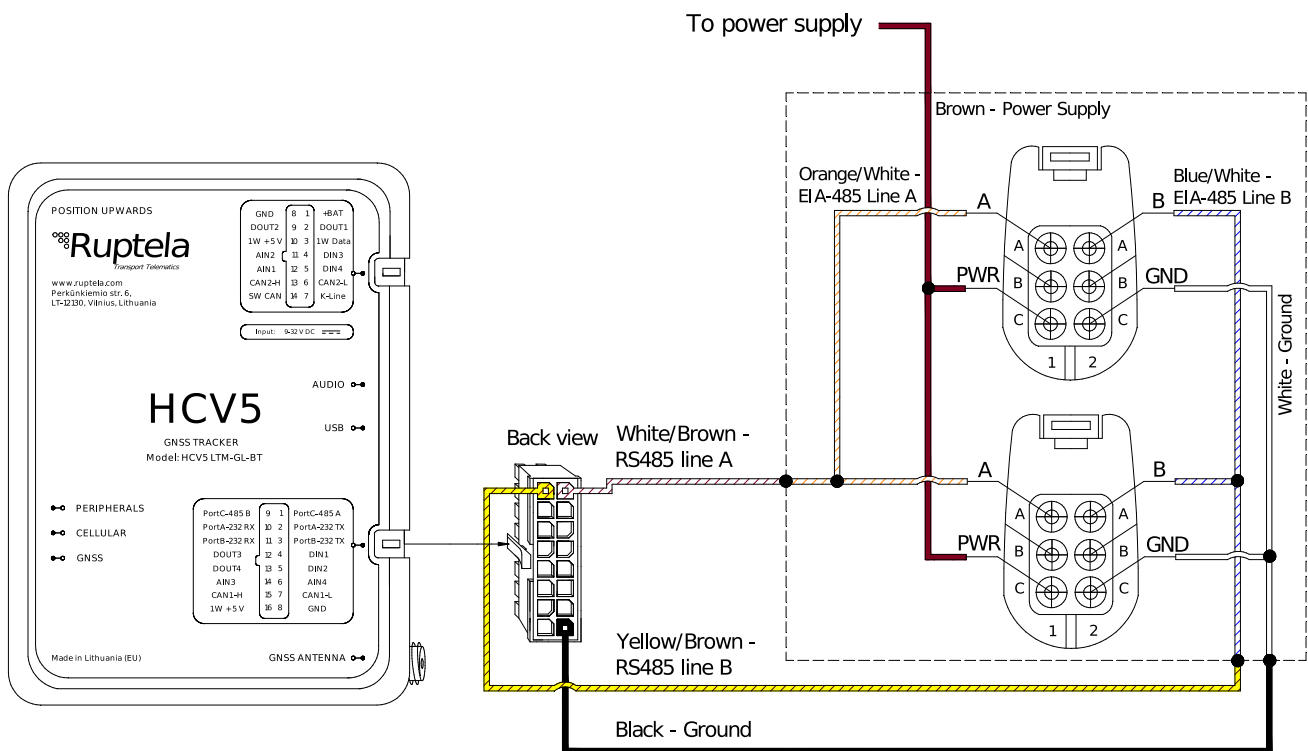 To power supply
Brown - Power Supply
Orange/White -
EIA-485 Line A
Blue/White -
EIA-485 Line B
A
B
PWR
GND
A
A
B
B
C
C
1
2
White - Ground
A
B
PWR
GND
A
A
B
B
C
C
1
2
POSITION UPWARDS
Ruptela
Transport Telematics
www.ruptela.com
Perkūnkiemio str. 6,
LT-12130, Vilnius, Lithuania
GND 8 1 +BAT
DOUT2 9 2 DOUT1
1W +5 V 10 3 1W Data
AIN2 11 4 DIN3
AIN1 12 5 DIN4
CAN2-H 13 6 CAN2-L
SW CAN 14 7 K-Line
Input: 9-32 V DC
AUDIO
USB
HCV5
GNSS TRACKER
Model: HCV5 LTM-GL-BT
PERIPHERALS
CELLULAR
GNSS
PortC-485 B 9 1 PortC-485 A
PortA-232 RX 10 2 PortA-232 TX
PortB-232 RX 11 3 PortB-232 TX
DOUT3 12 4 DIN1
DOUT4 13 5 DIN2
AIN3 14 6 AIN4
CAN1-H 15 7 CAN1-L
1W +5 V 16 8 GND
Made in Lithuania (EU)
GNSS ANTENNA
Back view
White/Brown -
RS485 line A
Yellow/Brown -
RS485 line B
Black - Ground